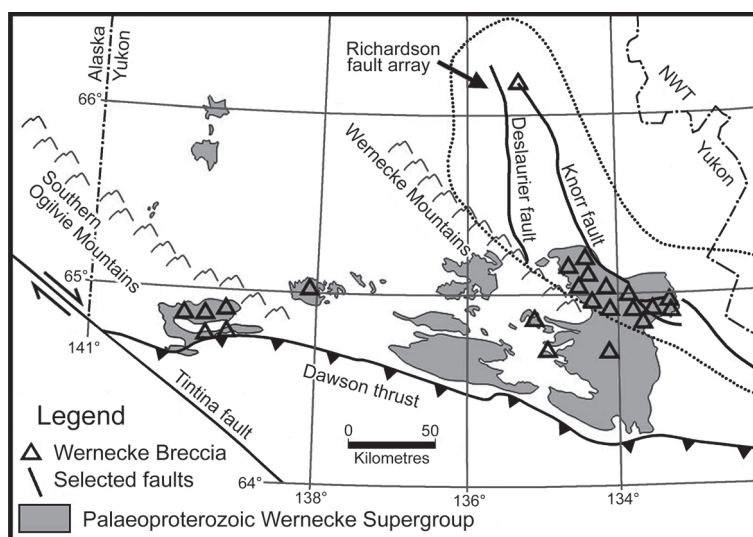 Alaska
Yukon
66°
Richardson
fault array
NWT
Yukon
Wernecke Mountains
Deslaurier fault
Knorr fault
Southern
Ogilvie Mountains
65°
141°
Tintina fault
Dawson thrust
64°
138°
136°
134°
0 50
Kilometres
Legend
Wernecke Breccia
Selected faults
Palaeoproterozoic Wernecke Supergroup